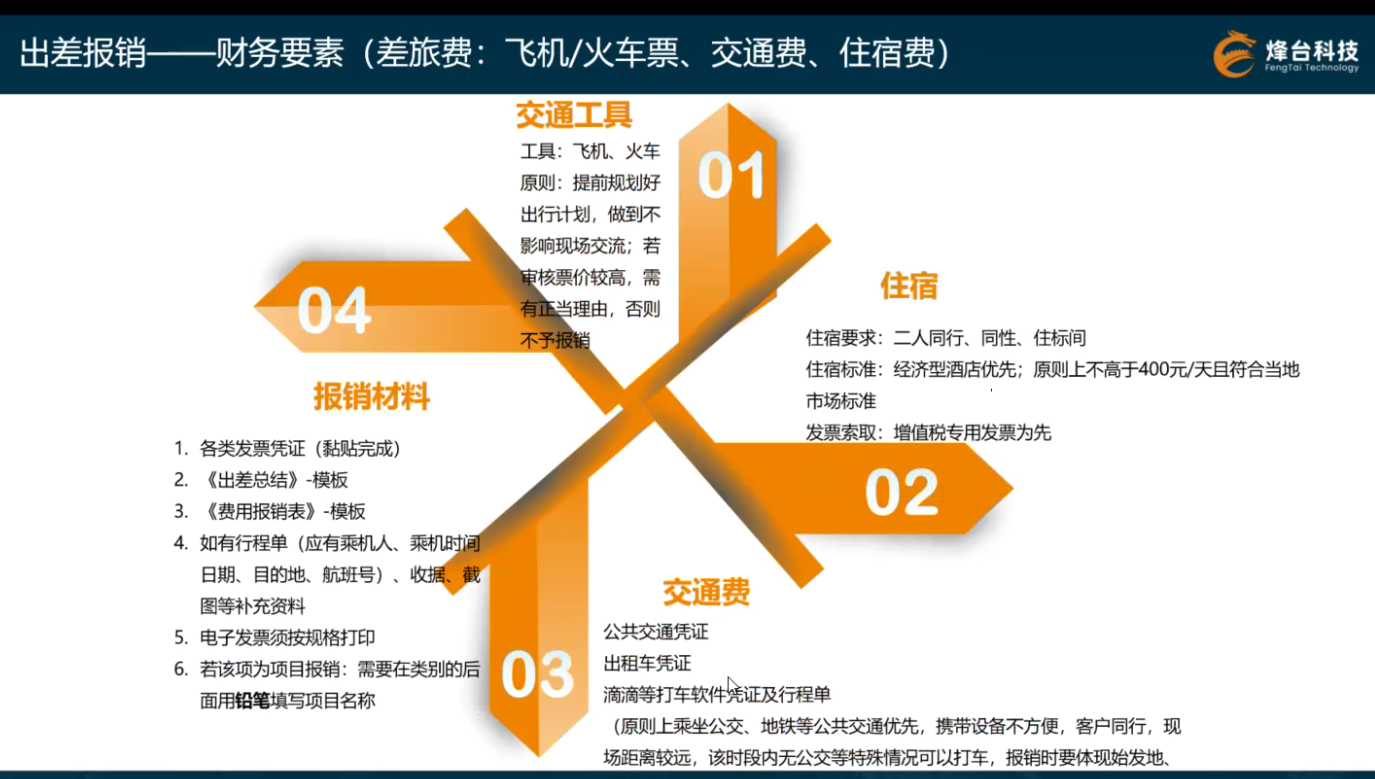 出差报销——财务要素（差旅费：飞机/火车票、交通费、住宿费）
烽台科技
FengTai Technology
交通工具
工具：飞机、火车
原则：提前规划好
出行计划，做到不
影响现场交流；若
审核票价较高，需
有正当理由，否则
不予报销
01
住宿
住宿要求：二人同行、同性、住标间
住宿标准：经济型酒店优先；原则上不高于400元/天且符合当地
市场标准
发票索取：增值税专用发票为先
02
交通费
公共交通凭证
出租车凭证
滴滴等打车软件凭证及行程单
（原则上乘坐公交、地铁等公共交通优先，携带设备不方便，客户同行，现
场距离较远，该时段内无公交等特殊情况可以打车，报销时要体现始发地、
03
04
报销材料
1. 各类发票凭证（黏贴完成）
2. 《出差总结》-模板
3. 《费用报销表》-模板
4. 如有行程单（应有乘机人、乘机时间
日期、目的地、航班号）、收据、截
图等补充资料
5. 电子发票须按规格打印
6. 若该项为项目报销：需要在类别的后
面用铅笔填写项目名称